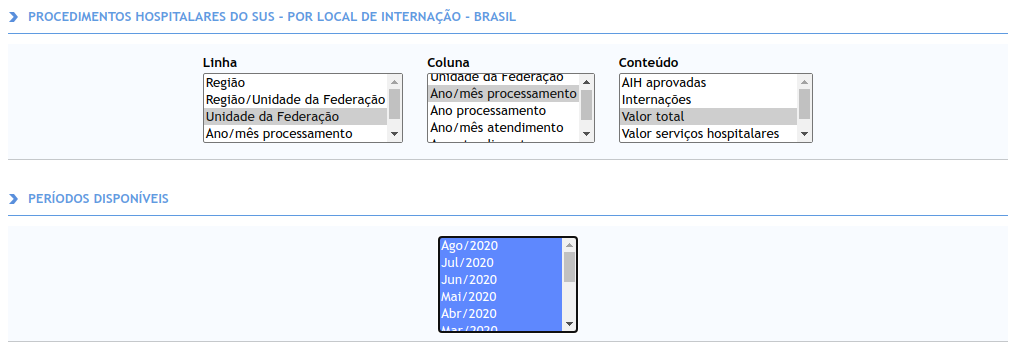 PROCEDIMENTOS HOSPITALARES DO SUS - POR LOCAL DE INTERNAÇÃO - BRASIL
Linha
Região
Região/Unidade da Federação
Unidade da Federação
Ano/mês processamento
Coluna
Unidade da Federação
Ano/mês processamento
Ano processamento
Ano/mês atendimento
Conteúdo
AIH aprovadas
Internações
Valor total
Valor serviços hospitalares
PERÍODOS DISPONÍVEIS
Ago/2020
Jul/2020
Jun/2020
Mai/2020
Abr/2020
Mar/2020